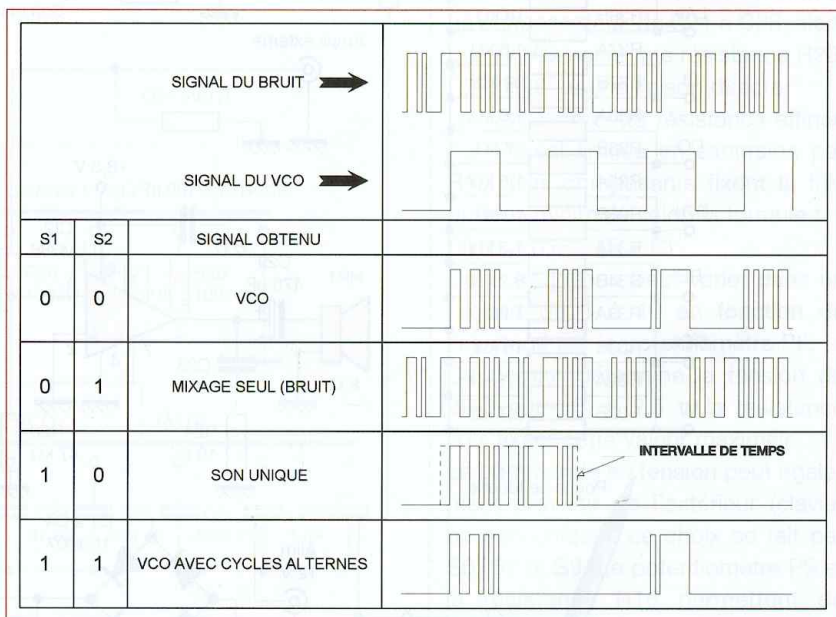 SIGNAL DU BRUIT
SIGNAL DU VCO
S1 S2 SIGNAL OBTENU
0 0 VCO
0 1 MIXAGE SEUL (BRUIT)
1 0 SON UNIQUE
INTERVALLE DE TEMPS
1 1 VCO AVEC CYCLES ALTERNES